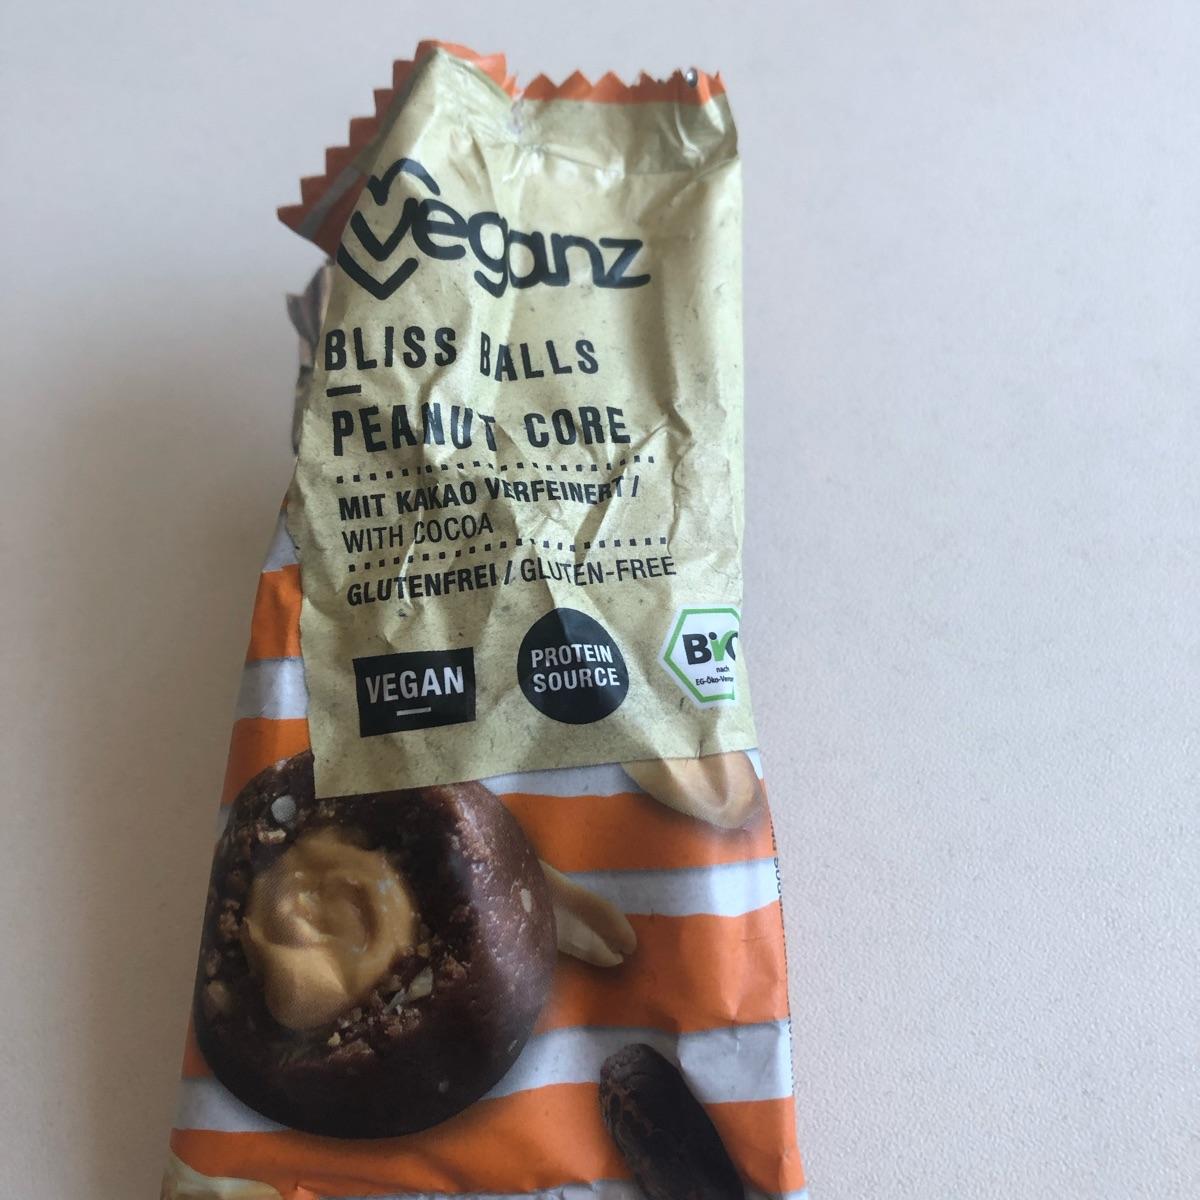 veganz
BLISS BALLS
PEANUT CORE
MIT KAKAO VERFEINERT /
WITH COCOA
GLUTENFREI / GLUTEN-FREE
VEGAN
PROTEIN
SOURCE
Bio
nach